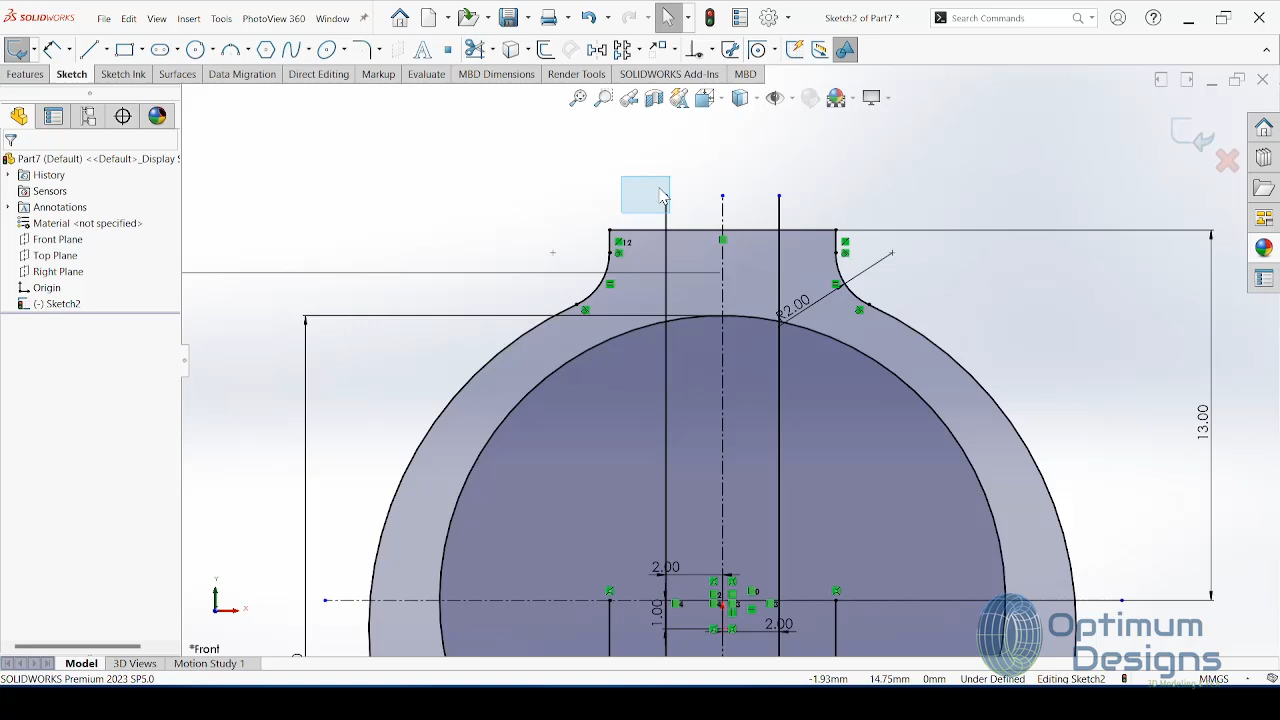 SOLIDWORKS
File
Edit
View
Insert
Tools
PhotoView 360
Window
Sketch2 of Part7 *
Search Commands
Features
Sketch
Sketch Ink
Surfaces
Data Migration
Direct Editing
Markup
Evaluate
MBD Dimensions
Render Tools
SOLIDWORKS Add-Ins
MBD
Part7 (Default) <<Default>_Display S
History
Sensors
Annotations
Material <not specified>
Front Plane
Top Plane
Right Plane
Origin
(-) Sketch2
12
R2.00
13.00
2.00
1.00
2.00
Y
X
*Front
Optimum
Designs
Model
3D Views
Motion Study 1
SOLIDWORKS Premium 2023 SP5.0
-1.93mm
14.75mm
0mm
Under Defined
Editing Sketch2
MMGS